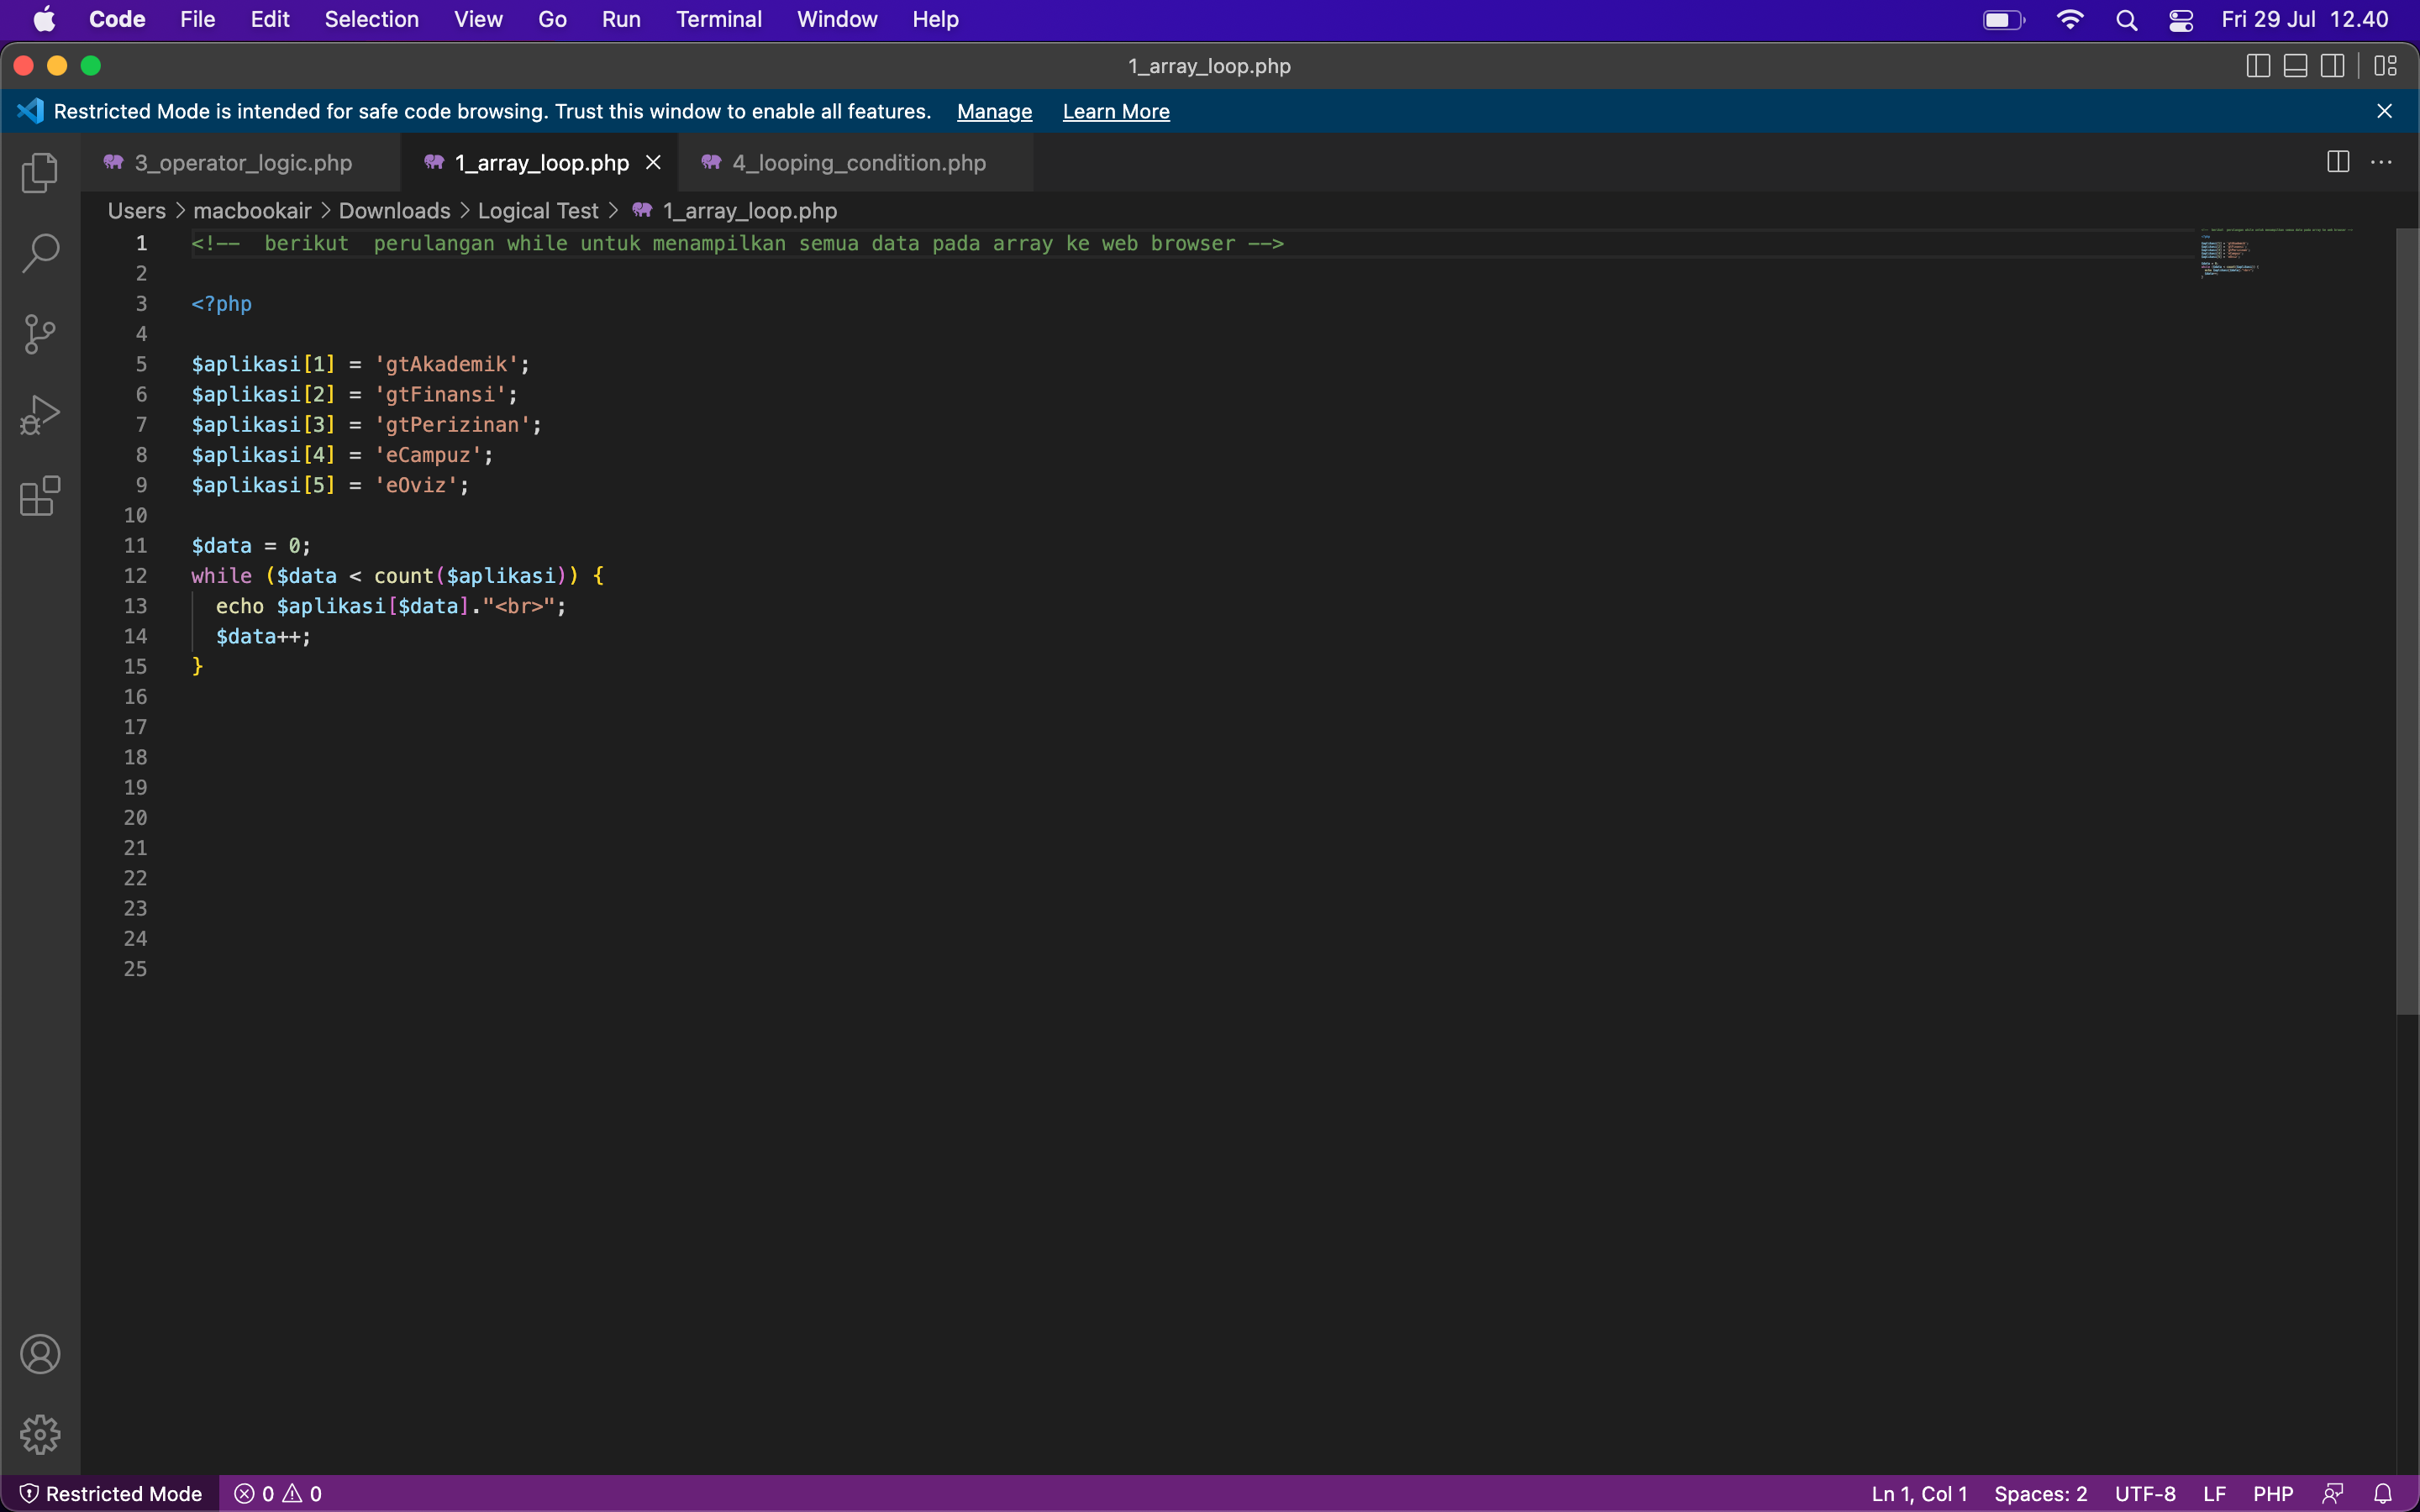 Code File Edit Selection View Go Run Terminal Window Help Fri 29 Jul 12.40
1_array_loop.php
Restricted Mode is intended for safe code browsing. Trust this window to enable all features. Manage Learn More
3_operator_logic.php 1_array_loop.php 4_looping_condition.php
Users > macbookair > Downloads > Logical Test > 1_array_loop.php
1 <!--  berikut  perulangan while untuk menampilkan semua data pada array ke web browser -->
2
3 <?php
4
5 $aplikasi[1] = 'gtAkademik';
6 $aplikasi[2] = 'gtFinansi';
7 $aplikasi[3] = 'gtPerizinan';
8 $aplikasi[4] = 'eCampuz';
9 $aplikasi[5] = 'eOviz';
10
11 $data = 0;
12 while ($data < count($aplikasi)) {
13   echo $aplikasi[$data]."<br>";
14   $data++;
15 }
16
17
18
19
20
21
22
23
24
25
Restricted Mode 0 0 Ln 1, Col 1 Spaces: 2 UTF-8 LF PHP